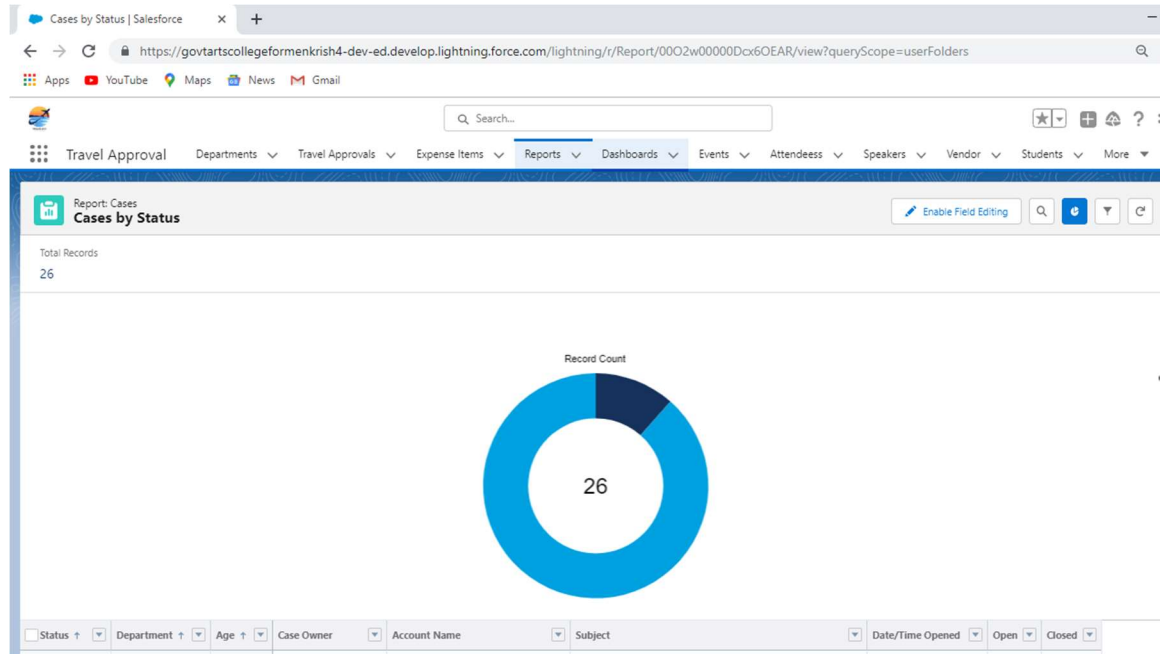 Cases by Status | Salesforce
https://govtartscollegeformenkrish4-dev-ed.develop.lightning.force.com/lightning/r/Report/00O2w00000Dcx6OEAR/view?queryScope=userFolders
Apps YouTube Maps News Gmail
Search...
Travel Approval Departments Travel Approvals Expense Items Reports Dashboards Events Attendeess Speakers Vendor Students More
Report: Cases
Cases by Status
Enable Field Editing
Total Records
26
Record Count
26
Status Department Age Case Owner Account Name Subject Date/Time Opened Open Closed